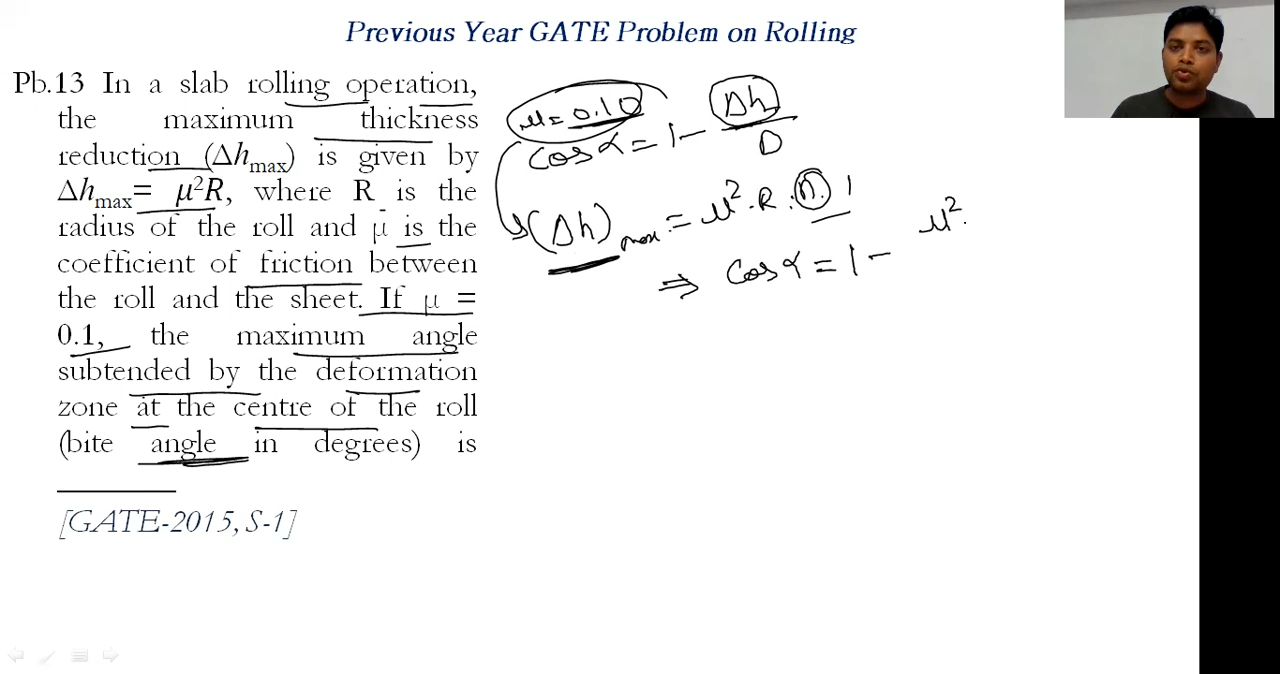 Previous Year GATE Problem on Rolling
Pb.13 In a slab rolling operation,
the maximum thickness
reduction (Δhmax) is given by
Δhmax= μ²R, where R is the
radius of the roll and μ is the
coefficient of friction between
the roll and the sheet. If μ =
0.1, the maximum angle
subtended by the deformation
zone at the centre of the roll
(bite angle in degrees) is
[GATE-2015, S-1]
μ = 0.10
cos α = 1 - Δh/D
(Δh)max = μ² · R ·
⇒ cos α = 1 - μ².